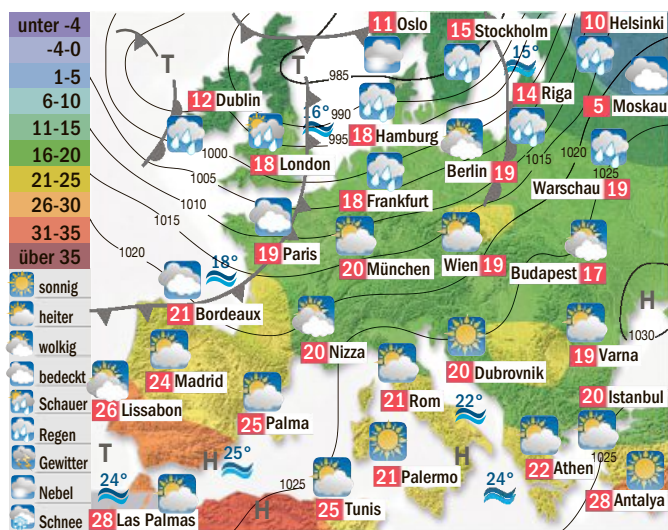 unter -4
-4-0
1-5
6-10
11-15
16-20
21-25
26-30
31-35
über 35
sonnig
heiter
wolkig
bedeckt
Schauer
Regen
Gewitter
Nebel
Schnee
11 Oslo
15 Stockholm
10 Helsinki
T
T
985
15°
12 Dublin
14 Riga
5 Moskau
990
6°
995
18 Hamburg
1000
18 London
Berlin 19
1015
1020
1025
Warschau 19
1005
18 Frankfurt
1010
1015
19 Paris
20 München
Wien 19
Budapest 17
1020
18°
H
21 Bordeaux
1030
20 Nizza
20 Dubrovnik
19 Varna
24 Madrid
26 Lissabon
25 Palma
21 Rom
22°
20 Istanbul
T
H
25°
H
1025
24°
21 Palermo
22 Athen
1025
24°
28 Las Palmas
H
25 Tunis
28 Antalya